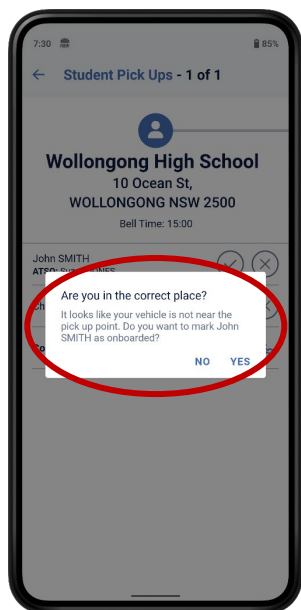 7:30 85%
← Student Pick Ups - 1 of 1
Wollongong High School
10 Ocean St,
WOLLONGONG NSW 2500
Bell Time: 15:00
John SMITH
ATSO: JONES
Are you in the correct place?
It looks like your vehicle is not near the
pick up point. Do you want to mark John
SMITH as onboarded?
NO YES